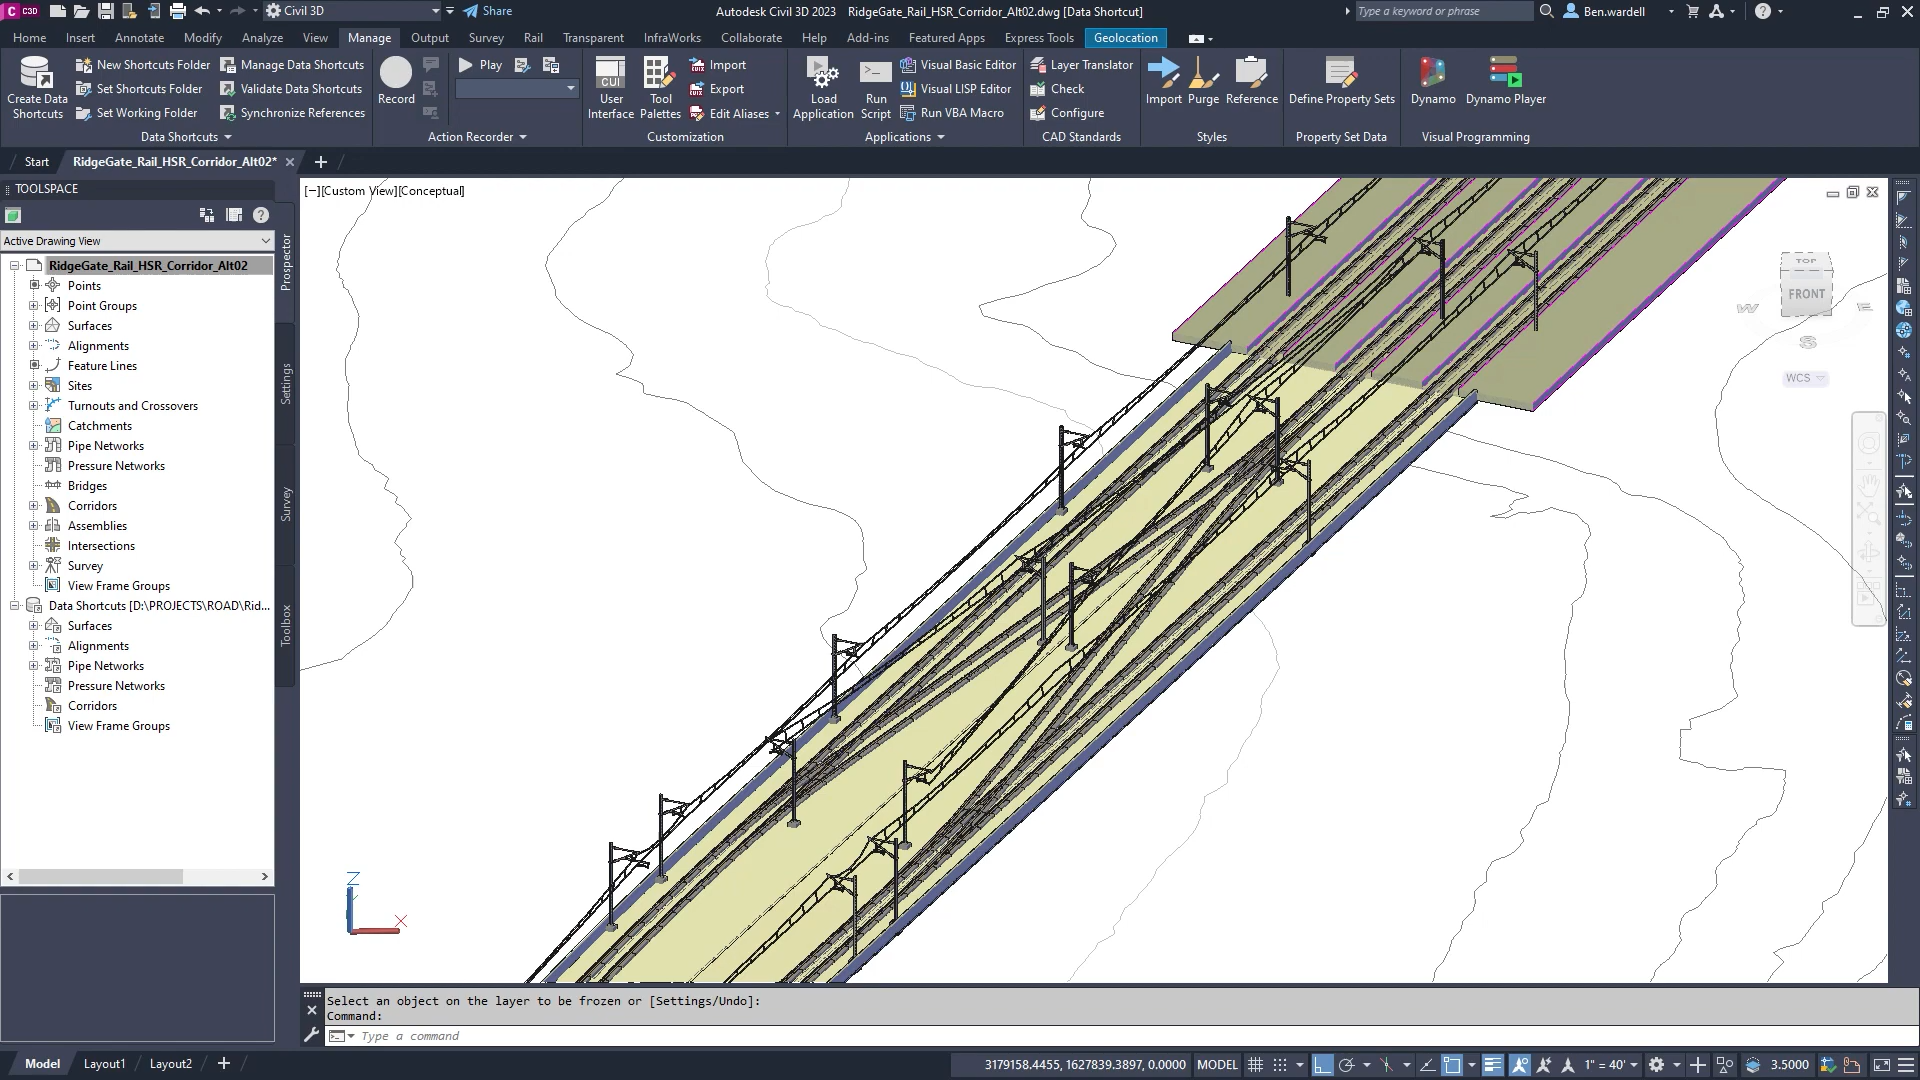 C C3D Civil 3D Share Autodesk Civil 3D 2023 RidgeGate_Rail_HSR_Corridor_Alt02.dwg [Data Shortcut] Type a keyword or phrase Ben.wardell
Home Insert Annotate Modify Analyze View Manage Output Survey Rail Transparent InfraWorks Collaborate Help Add-ins Featured Apps Express Tools Geolocation
Create Data Shortcuts
New Shortcuts Folder
Set Shortcuts Folder
Set Working Folder
Manage Data Shortcuts
Validate Data Shortcuts
Synchronize References
Data Shortcuts
Record
Play
Action Recorder
CUI
User Interface
Tool Palettes
Import
Export
Edit Aliases
Customization
Load Application
Run Script
Visual Basic Editor
Visual LISP Editor
Run VBA Macro
Applications
Layer Translator
Check
Configure
CAD Standards
Import
Purge
Reference
Styles
Define Property Sets
Property Set Data
Dynamo
Dynamo Player
Visual Programming
Start RidgeGate_Rail_HSR_Corridor_Alt02*
TOOLSPACE
Active Drawing View
RidgeGate_Rail_HSR_Corridor_Alt02
Points
Point Groups
Surfaces
Alignments
Feature Lines
Sites
Turnouts and Crossovers
Catchments
Pipe Networks
Pressure Networks
Bridges
Corridors
Assemblies
Intersections
Survey
View Frame Groups
Data Shortcuts [D:\PROJECTS\ROAD\Rid...
Surfaces
Alignments
Pipe Networks
Pressure Networks
Corridors
View Frame Groups
Prospector
Settings
Survey
Toolbox
[−][Custom View][Conceptual]
TOP
FRONT
W
E
S
WCS
Z
X
Select an object on the layer to be frozen or [Settings/Undo]:
Command:
Type a command
Model Layout1 Layout2 3179158.4455, 1627839.3897, 0.0000 MODEL 1" = 40' 3.5000